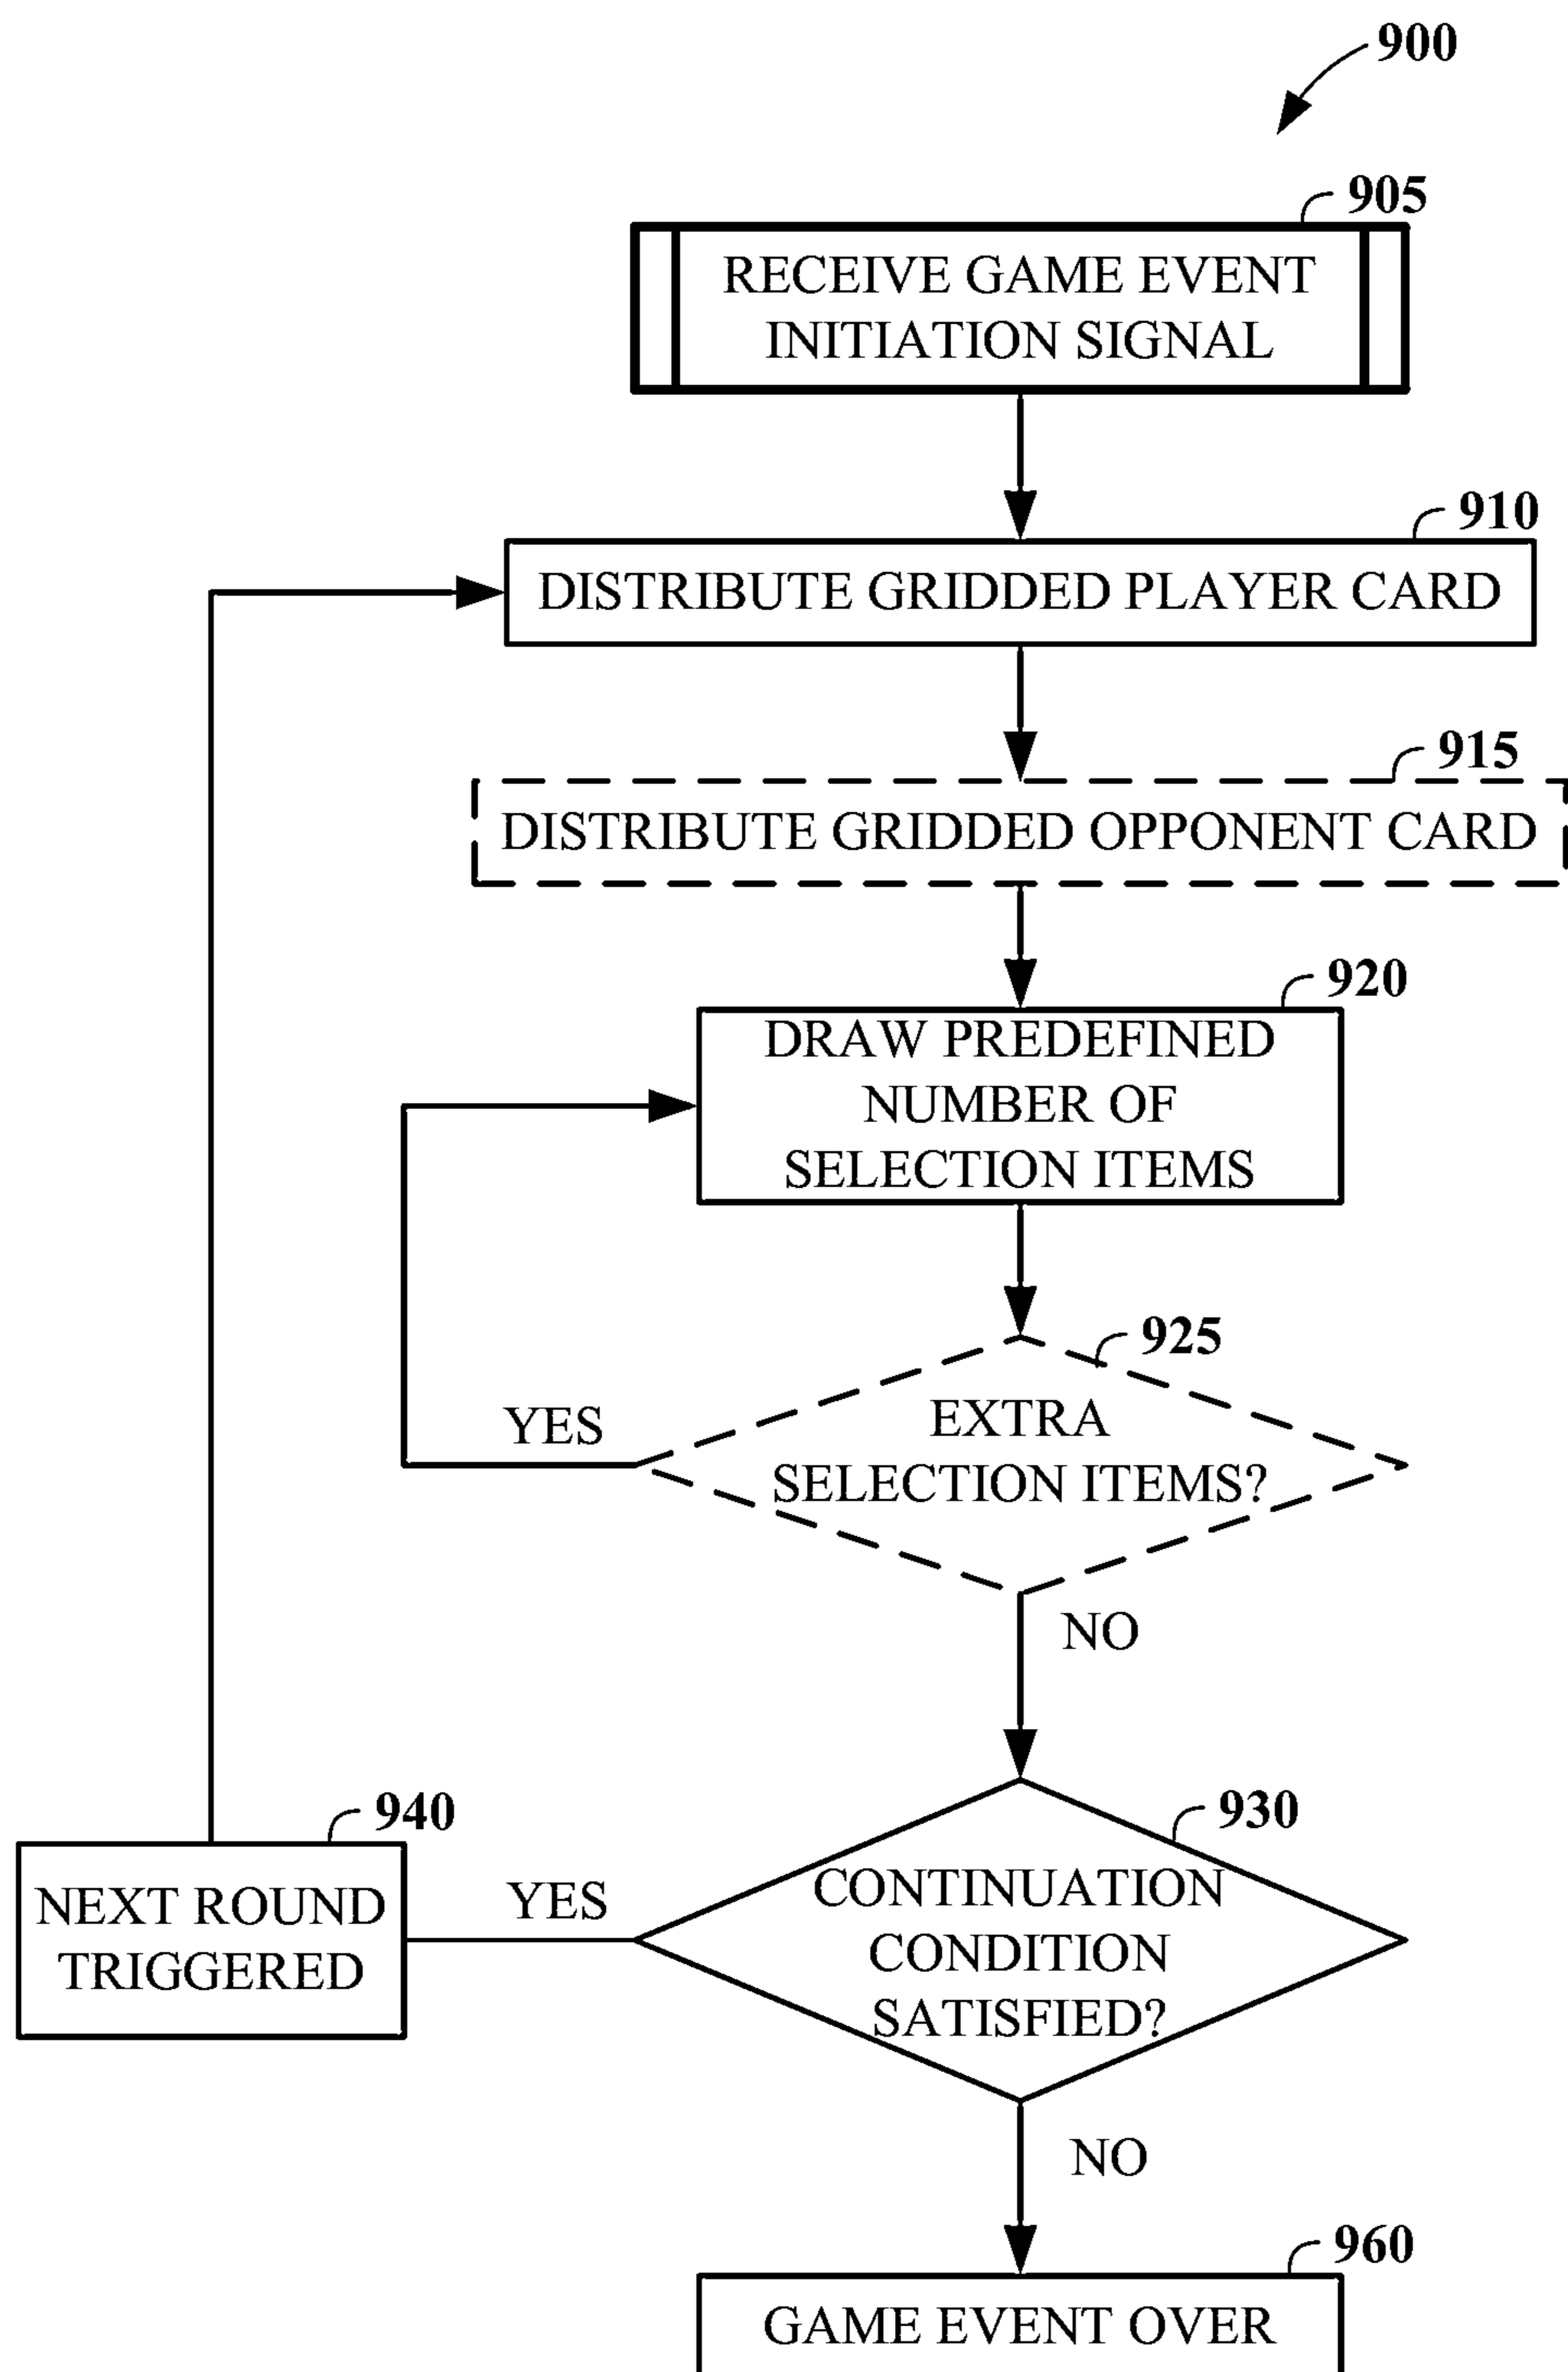 900
905
RECEIVE GAME EVENT
INITIATION SIGNAL
910
DISTRIBUTE GRIDDED PLAYER CARD
915
DISTRIBUTE GRIDDED OPPONENT CARD
920
DRAW PREDEFINED
NUMBER OF
SELECTION ITEMS
925
YES
EXTRA
SELECTION ITEMS?
NO
940
NEXT ROUND
TRIGGERED
YES
930
CONTINUATION
CONDITION
SATISFIED?
NO
960
GAME EVENT OVER